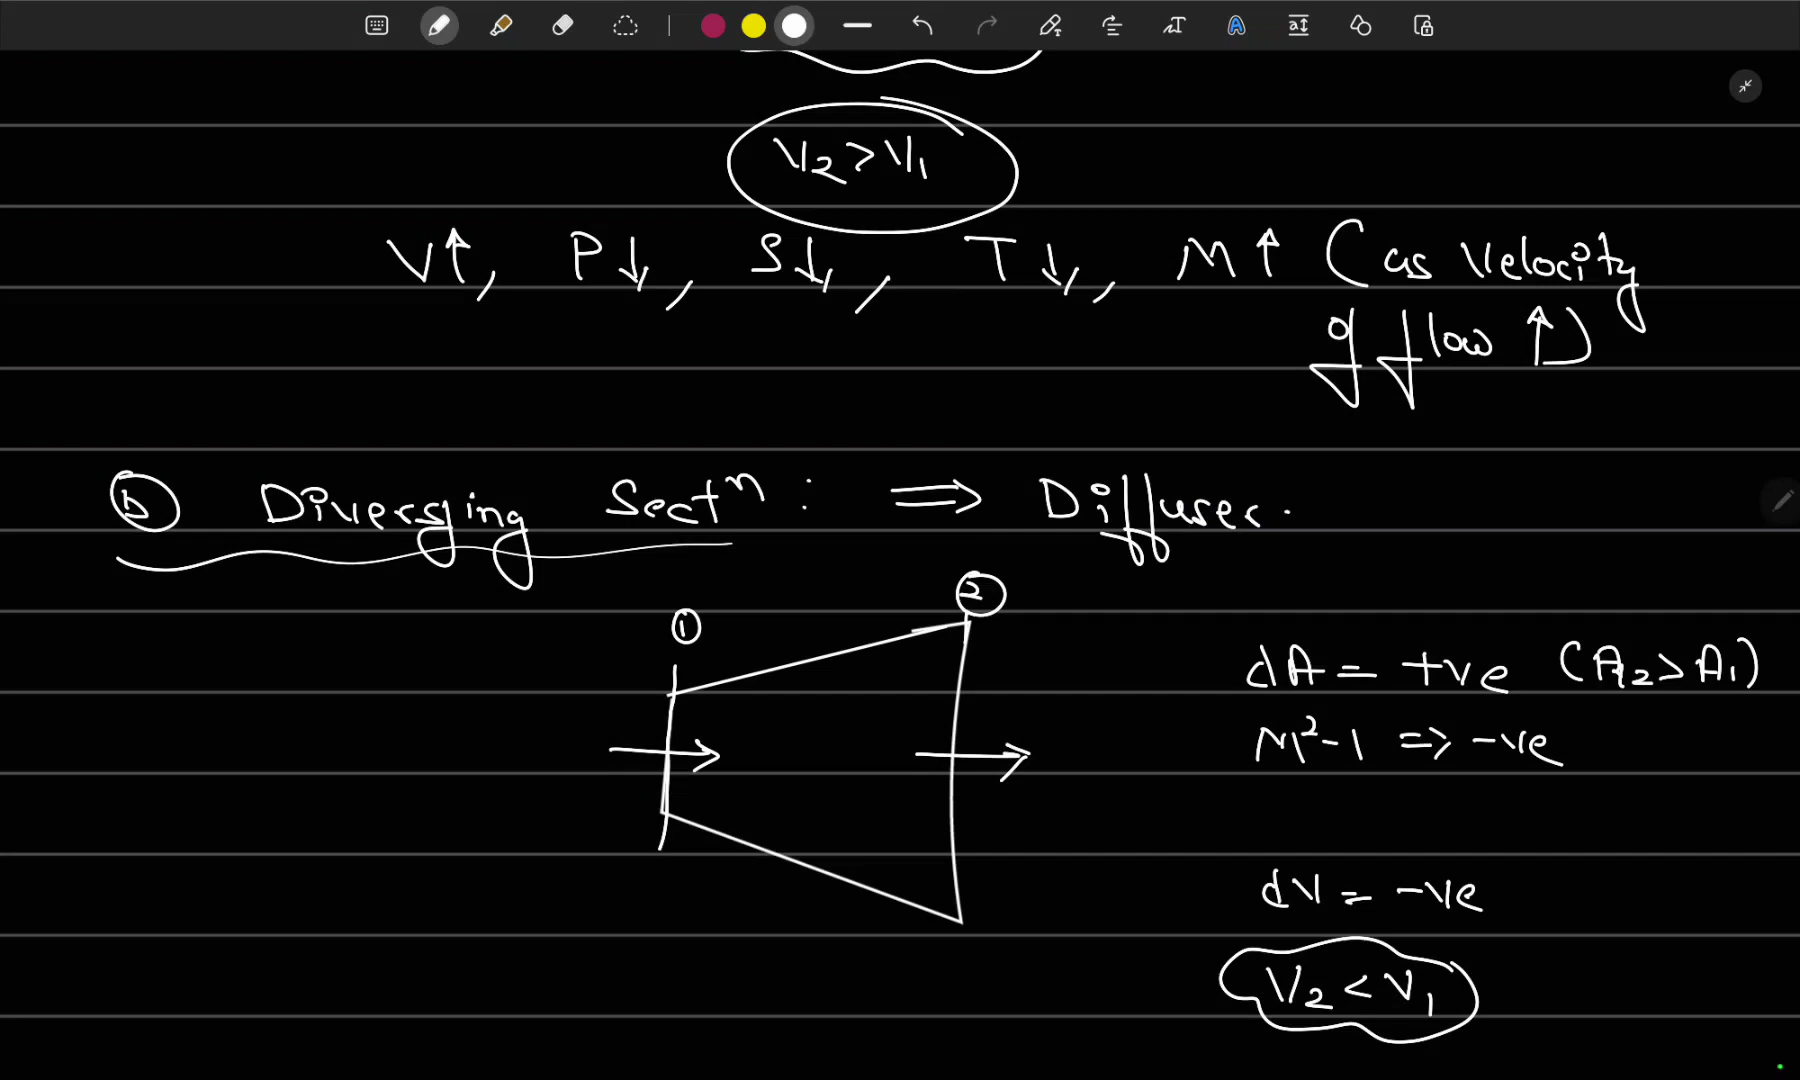 V₂ > V₁
V↑, P↓, S↓, T↓, M↑ (as velocity
of flow ↑)
ⓑ Diverging Sectⁿ : ⇒ Diffuser.
① ②
dA = +ve (A₂ > A₁)
M² - 1 ⇒ -ve
dV = -ve
V₂ < V₁